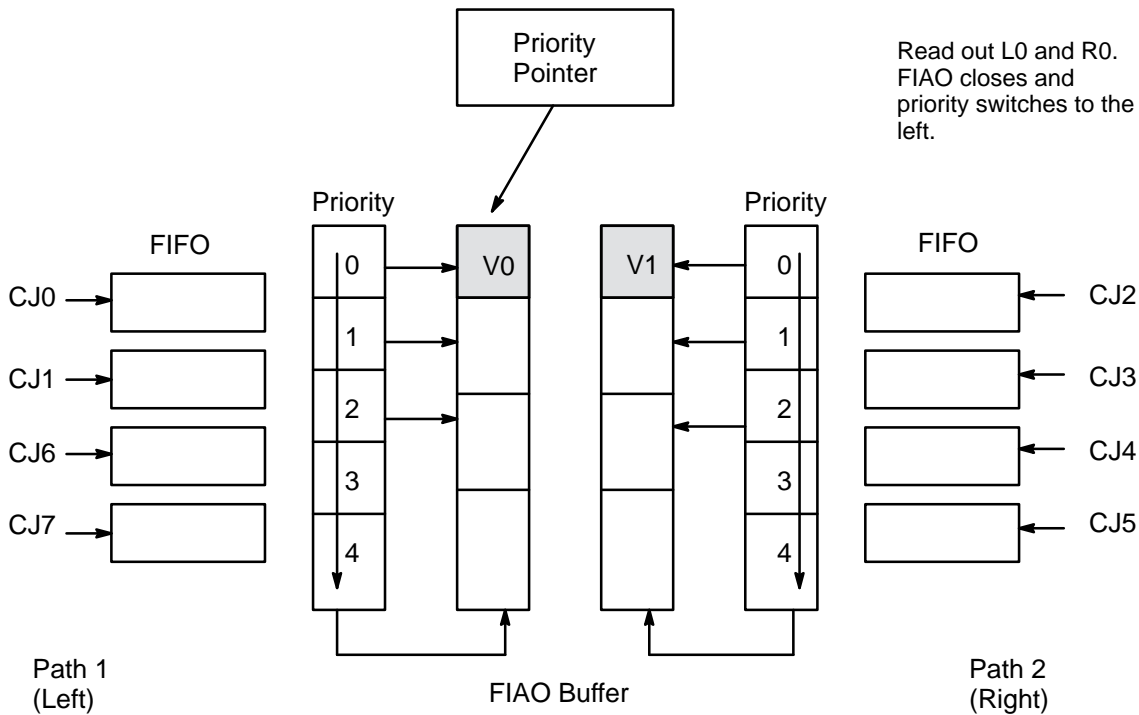 Priority
Pointer
Read out L0 and R0.
FIAO closes and
priority switches to the
left.
Priority
Priority
FIFO
FIFO
0
V0
V1
0
CJ0
CJ2
1
1
CJ1
CJ3
2
2
CJ6
CJ4
3
3
CJ7
CJ5
4
4
Path 1
(Left)
FIAO Buffer
Path 2
(Right)